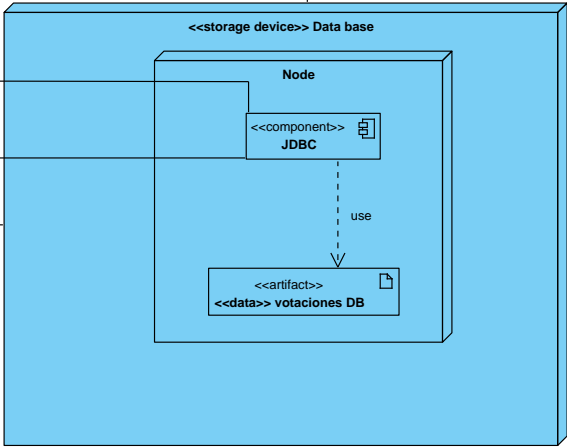 <<storage device>> Data base
Node
<<component>>
JDBC
use
<<artifact>>
<<data>> votaciones DB